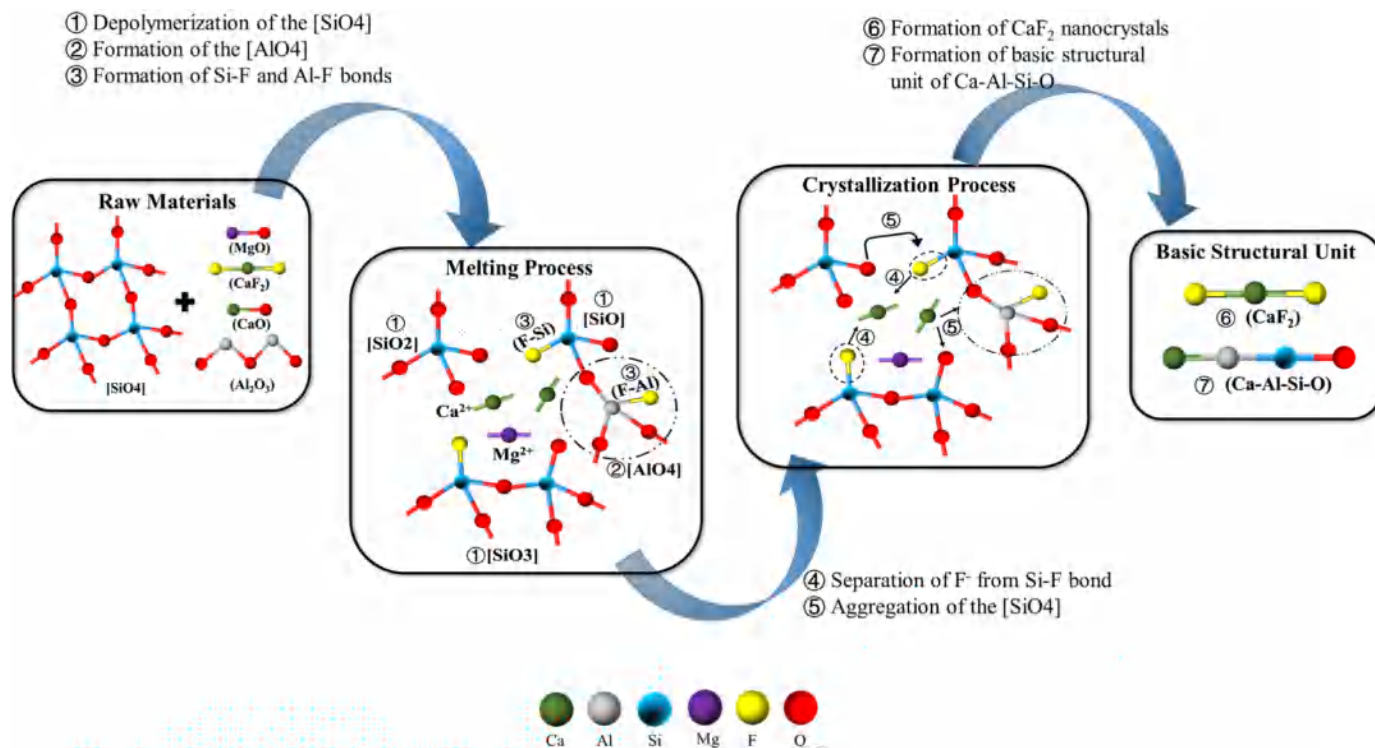 ① Depolymerization of the [SiO4]
② Formation of the [AlO4]
③ Formation of Si-F and Al-F bonds
⑥ Formation of CaF₂ nanocrystals
⑦ Formation of basic structural
unit of Ca-Al-Si-O
Raw Materials
(MgO)
(CaF₂)
(CaO)
(Al₂O₃)
[SiO4]
Melting Process
①
[SiO2]
③
(F-Si)
①
[SiO]
③
(F-Al)
Ca²⁺
Mg²⁺
②[AlO4]
①[SiO3]
Crystallization Process
⑤
④
⑤
④
Basic Structural Unit
⑥ (CaF₂)
⑦ (Ca-Al-Si-O)
④ Separation of F⁻ from Si-F bond
⑤ Aggregation of the [SiO4]
Ca Al Si Mg F O